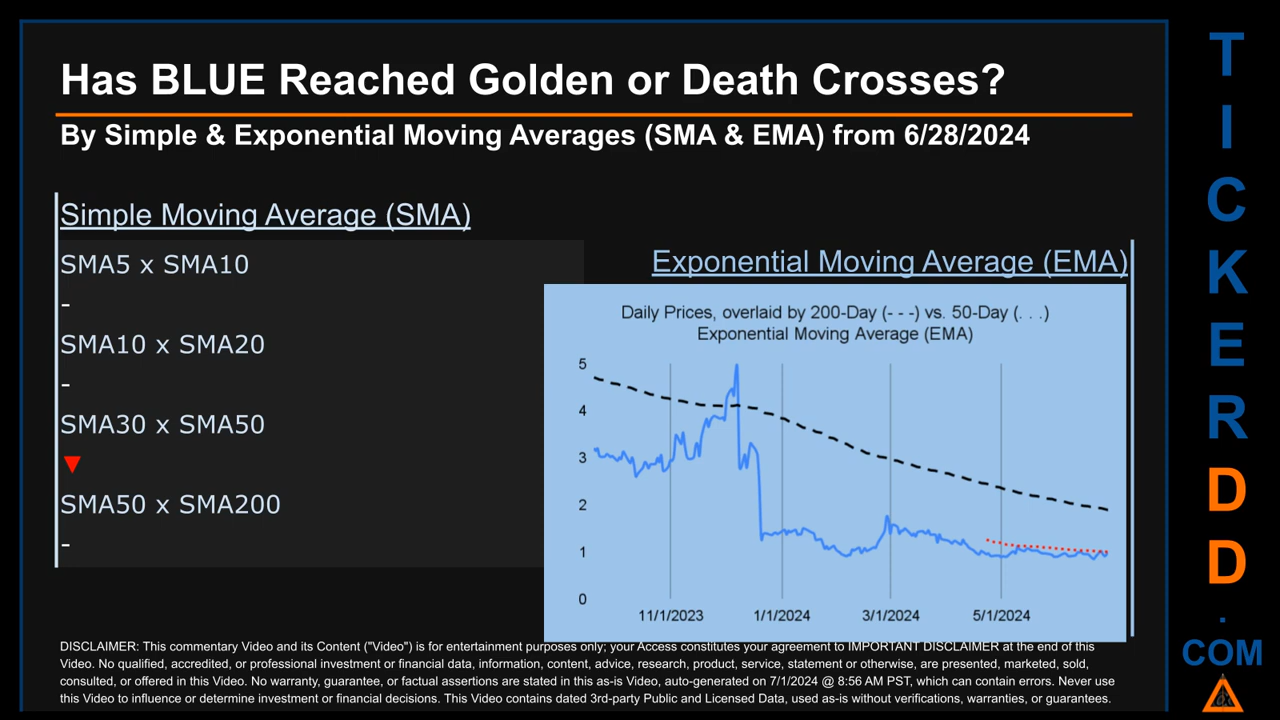 Has BLUE Reached Golden or Death Crosses?
By Simple & Exponential Moving Averages (SMA & EMA) from 6/28/2024
Simple Moving Average (SMA)
SMA5 x SMA10
-
SMA10 x SMA20
-
SMA30 x SMA50
▼
SMA50 x SMA200
-
Exponential Moving Average (EMA)
Daily Prices, overlaid by 200-Day (- - -) vs. 50-Day (. . .)
Exponential Moving Average (EMA)
5
4
3
2
1
0
11/1/2023 1/1/2024 3/1/2024 5/1/2024
DISCLAIMER: This commentary Video and its Content ("Video") is for entertainment purposes only; your Access constitutes your agreement to IMPORTANT DISCLAIMER at the end of this
Video. No qualified, accredited, or professional investment or financial data, information, content, advice, research, product, service, statement or otherwise, are presented, marketed, sold,
consulted, or offered in this Video. No warranty, guarantee, or factual assertions are stated in this as-is Video, auto-generated on 7/1/2024 @ 8:56 AM PST, which can contain errors. Never use
this Video to influence or determine investment or financial decisions. This Video contains dated 3rd-party Public and Licensed Data, used as-is without verifications, warranties, or guarantees.
T
I
C
K
E
R
D
D
.
COM